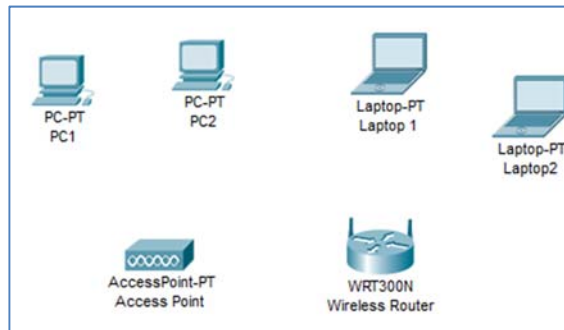 PC-PT
PC1
PC-PT
PC2
Laptop-PT
Laptop 1
Laptop-PT
Laptop2
AccessPoint-PT
Access Point
WRT300N
Wireless Router